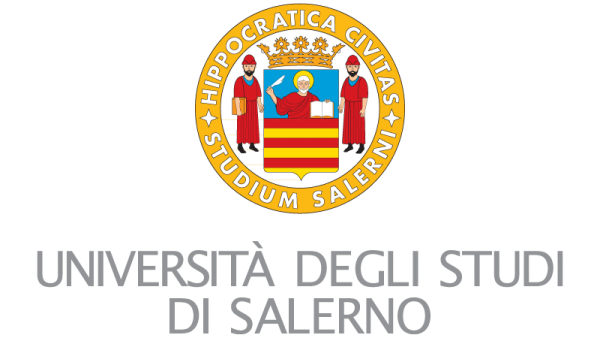 HIPPOCRATICA CIVITAS
STUDIUM SALERNI
UNIVERSITÀ DEGLI STUDI
DI SALERNO